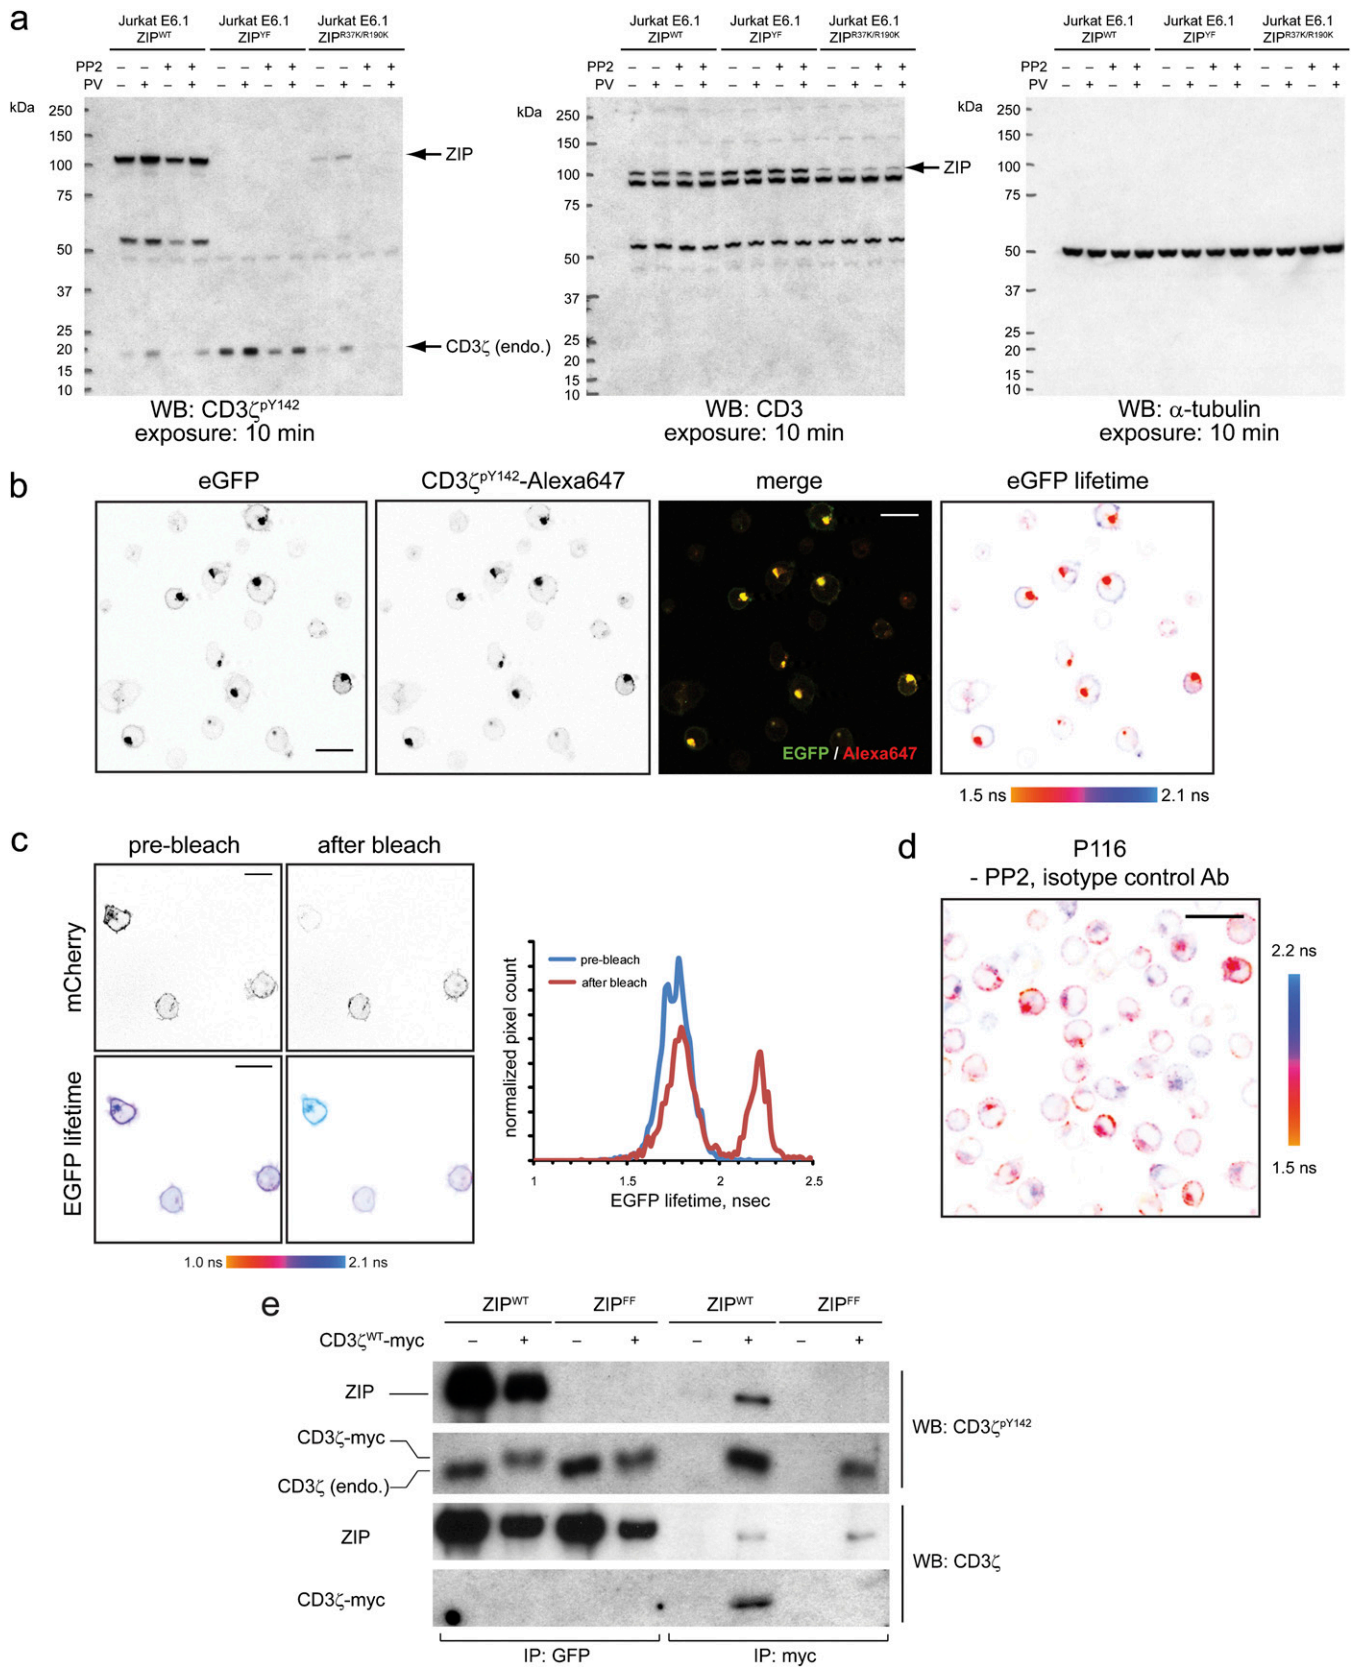 a
Jurkat E6.1 Jurkat E6.1 Jurkat E6.1
ZIPWT ZIPYF ZIPR37K/R190K
PP2 – – + + – – + + – – + +
PV – + – + – + – + – + – +
kDa
250
150
100
75
50
37
25
20
15
10
ZIP
CD3ζ (endo.)
WB: CD3ζpY142
exposure: 10 min
Jurkat E6.1 Jurkat E6.1 Jurkat E6.1
ZIPWT ZIPYF ZIPR37K/R190K
PP2 – – + + – – + + – – + +
PV – + – + – + – + – + – +
kDa
250
150
100
75
50
37
25
20
15
10
ZIP
WB: CD3
exposure: 10 min
Jurkat E6.1 Jurkat E6.1 Jurkat E6.1
ZIPWT ZIPYF ZIPR37K/R190K
PP2 – – + + – – + + – – + +
PV – + – + – + – + – + – +
kDa
250
150
100
75
50
37
25
20
15
10
WB: α-tubulin
exposure: 10 min
b
eGFP CD3ζpY142-Alexa647 merge eGFP lifetime
EGFP / Alexa647
1.5 ns 2.1 ns
c
pre-bleach after bleach
mCherry
EGFP lifetime
1.0 ns 2.1 ns
normalized pixel count
pre-bleach
after bleach
1 1.5 2 2.5
EGFP lifetime, nsec
d
P116
- PP2, isotype control Ab
2.2 ns
1.5 ns
e
ZIPWT ZIPFF ZIPWT ZIPFF
CD3ζWT-myc – + – + – + – +
ZIP
CD3ζ-myc
CD3ζ (endo.)
WB: CD3ζpY142
ZIP
CD3ζ-myc
WB: CD3ζ
IP: GFP IP: myc